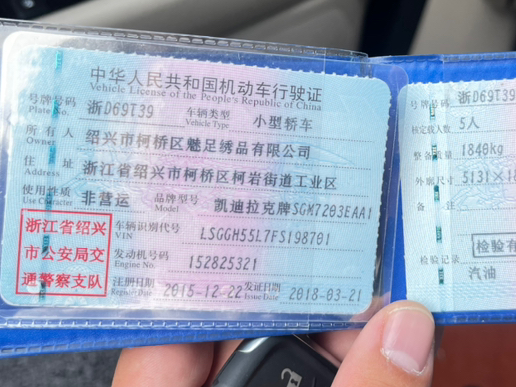 中华人民共和国机动车行驶证
Vehicle License of the People's Republic of China
号牌号码 浙D69T39 车辆类型 小型轿车
Plate No. Vehicle Type
所有人 绍兴市柯桥区魅足绣品有限公司
Owner
住址 浙江省绍兴市柯桥区柯岩街道工业区
Address
使用性质 非营运 品牌型号 凯迪拉克牌SGM7203EAA1
Use Character Model
浙江省绍兴
市公安局交
通警察支队
车辆识别代号 LSGGH55L7FS198701
VIN
发动机号码 152825321
Engine No.
注册日期 2015-12-22 发证日期 2018-03-21
Register Date Issue Date
号牌号码 浙D69T39
核定载人数 5人
整备质量 1840kg
外廓尺寸 5131×18
备注
检验有
检验记录
汽油